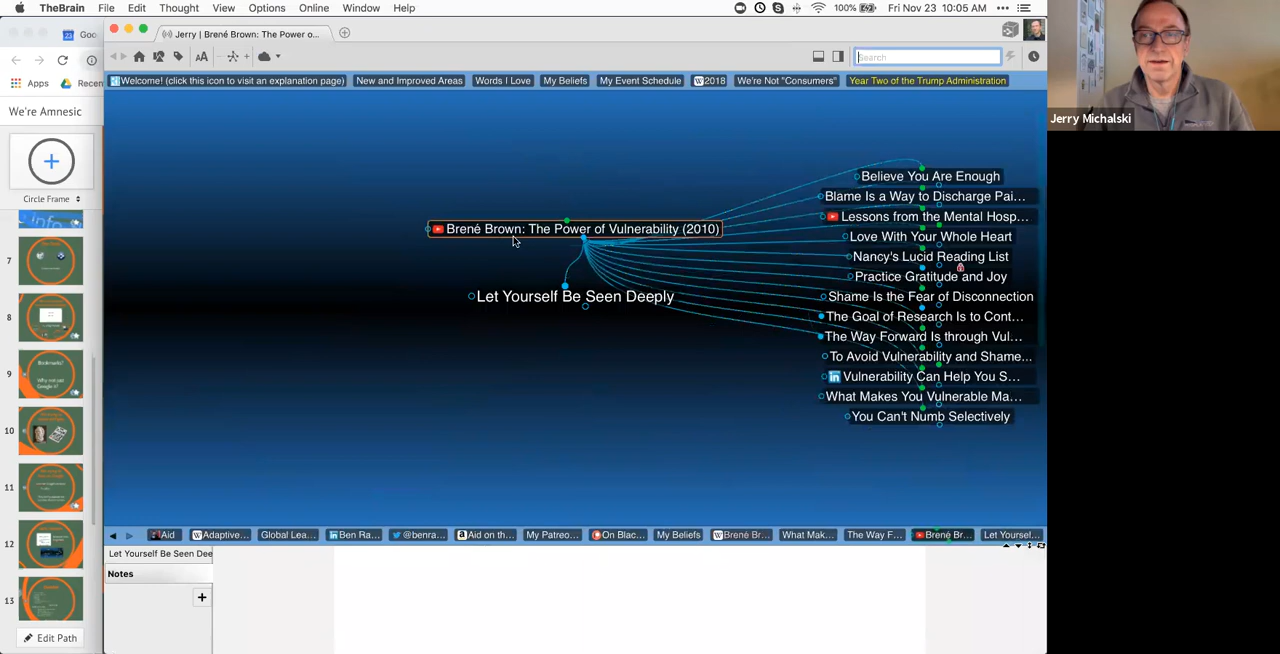 TheBrain File Edit Thought View Options Online Window Help
100% Fri Nov 23 10:05 AM
Goo
Jerry | Brené Brown: The Power o...
Search
Apps
Recen
Welcome! (click this icon to visit an explanation page)
New and Improved Areas
Words I Love
My Beliefs
My Event Schedule
2018
We're Not "Consumers"
Year Two of the Trump Administration
We're Amnesic
Circle Frame
7
8
9
10
11
12
13
Edit Path
Believe You Are Enough
Blame Is a Way to Discharge Pai...
Brené Brown: The Power of Vulnerability (2010)
Lessons from the Mental Hosp...
Love With Your Whole Heart
Nancy's Lucid Reading List
Practice Gratitude and Joy
Let Yourself Be Seen Deeply
Shame Is the Fear of Disconnection
The Goal of Research Is to Cont...
The Way Forward Is through Vul...
To Avoid Vulnerability and Shame...
Vulnerability Can Help You S...
What Makes You Vulnerable Ma...
You Can't Numb Selectively
Aid
Adaptive...
Global Lea...
Ben Ra...
@benra...
Aid on th...
My Patreo...
On Blac...
My Beliefs
Brené Br...
What Mak...
The Way F...
Brené Br...
Let Yoursel...
Let Yourself Be Seen Dee
Notes
Jerry Michalski